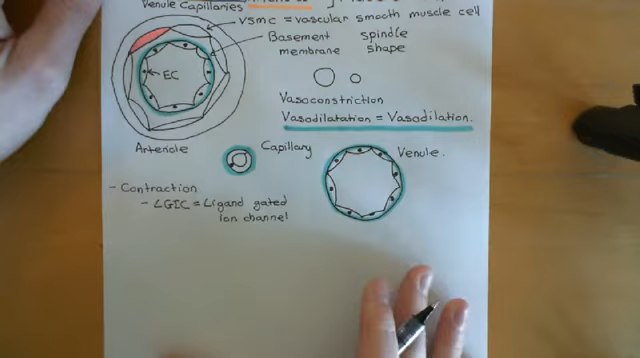 Venule Capillaries
VSMC = vascular smooth muscle cell
Basement membrane
spindle shape
EC
Vasoconstriction
Vasodilatation = Vasodilation.
Arteriole
Capillary
Venule.
- Contraction
- LGIC = Ligand gated
ion channel